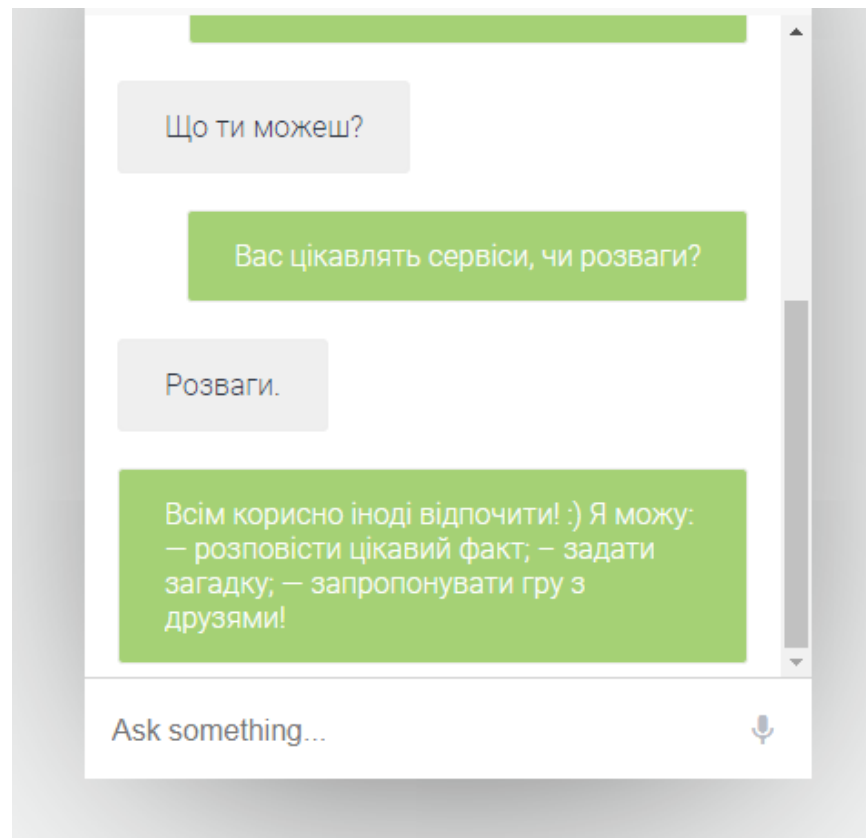 Що ти можеш?
Вас цікавлять сервіси, чи розваги?
Розваги.
Всім корисно іноді відпочити! :) Я можу:
— розповісти цікавий факт; – задати
загадку; — запропонувати гру з
друзями!
Ask something...